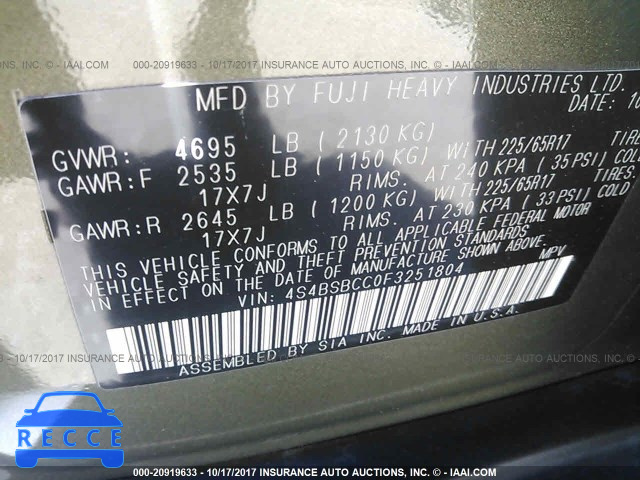 000-20919633 - 10/17/2017 INSURANCE AUTO AUCTIONS - © - IAAI.COM
MFD BY FUJI HEAVY INDUSTRIES LTD.
DATE: 10
GVWR: 4695 LB ( 2130 KG)
GAWR:F 2535 LB ( 1150 KG) WITH 225/65R17 TIRE
17X7J RIMS. AT 240 KPA ( 35 PSI) COLD
GAWR:R 2645 LB ( 1200 KG) WITH 225/65R17 TIRES,
17X7J RIMS. AT 230 KPA ( 33 PSI) COLD
THIS VEHICLE CONFORMS TO ALL APPLICABLE FEDERAL MOTOR
VEHICLE SAFETY AND THEFT PREVENTION STANDARDS
IN EFFECT ON THE DATE OF MANUFACTURE SHOWN ABOVE.
VIN: 4S4BSBCC0F3251804 MPV
ASSEMBLED BY SIA INC. MADE IN U.S.A.
RECCE
000-20919633 - 10/17/2017 INSURANCE AUTO AUCTIONS - © - IAAI.COM